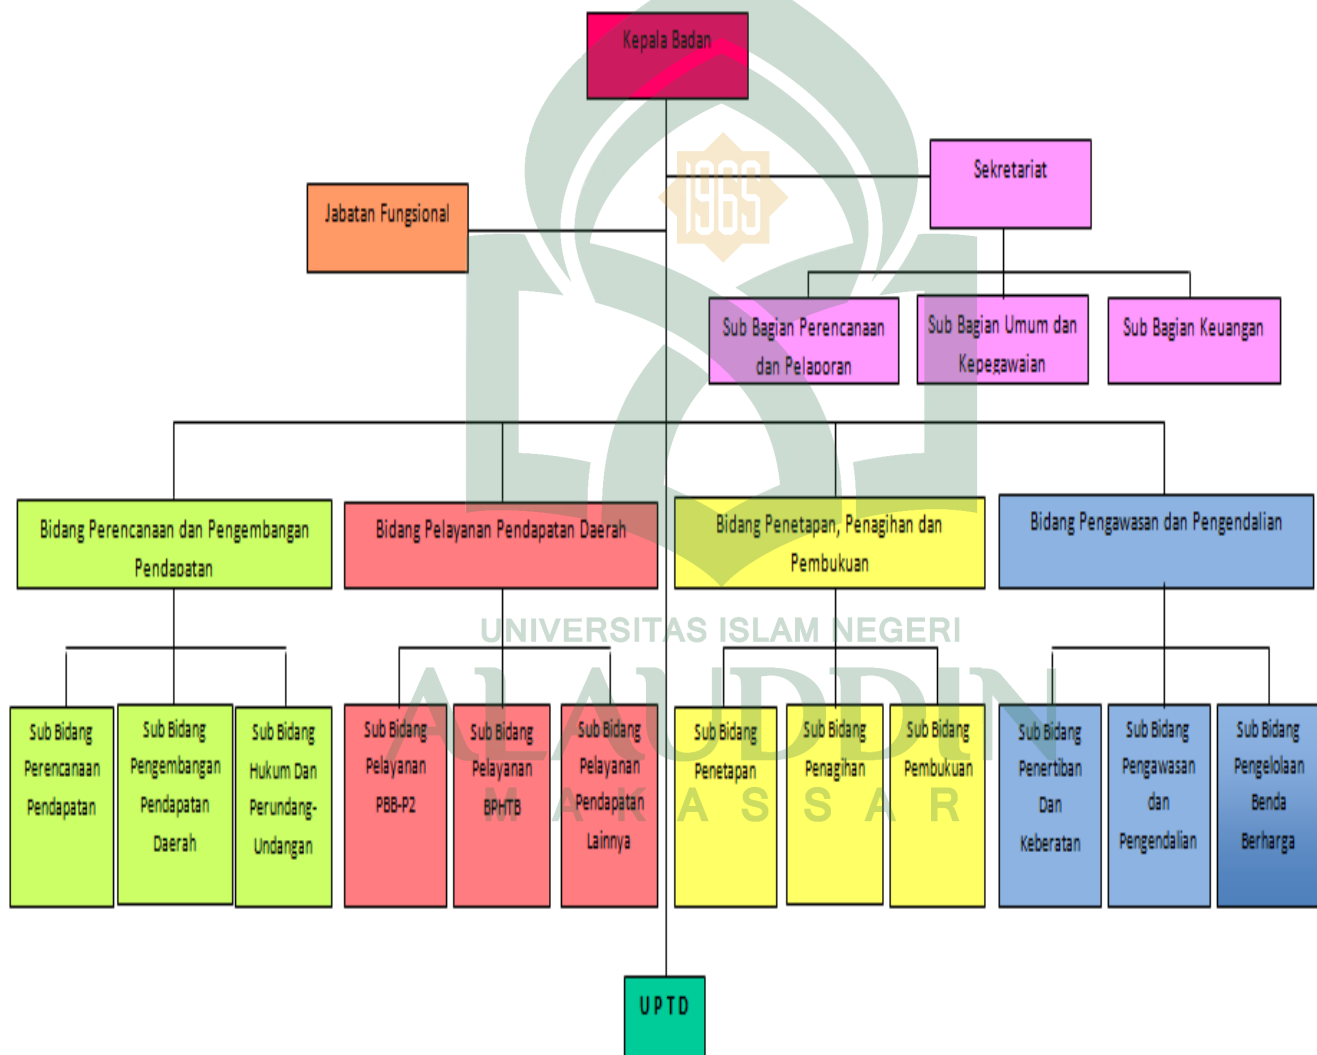 Kepala Badan
1965
Sekretariat
Jabatan Fungsional
Sub Bagian Perencanaan
dan Pelaporan
Sub Bagian Umum dan
Kepegawaian
Sub Bagian Keuangan
Bidang Perencanaan dan Pengembangan
Pendapatan
Bidang Pelayanan Pendapatan Daerah
Bidang Penetapan, Penagihan dan
Pembukuan
Bidang Pengawasan dan Pengendalian
UNIVERSITAS ISLAM NEGERI
ALAUDDIN
MAKASSAR
Sub Bidang
Perencanaan
Pendapatan
Sub Bidang
Pengembangan
Pendapatan
Daerah
Sub Bidang
Hukum Dan
Perundang-
Undangan
Sub Bidang
Pelayanan
PBB-P2
Sub Bidang
Pelayanan
BPHTB
Sub Bidang
Pelayanan
Pendapatan
Lainnya
Sub Bidang
Penetapan
Sub Bidang
Penagihan
Sub Bidang
Pembukuan
Sub Bidang
Penertiban
Dan
Keberatan
Sub Bidang
Pengawasan
dan
Pengendalian
Sub Bidang
Pengelolaan
Benda
Berharga
UPTD